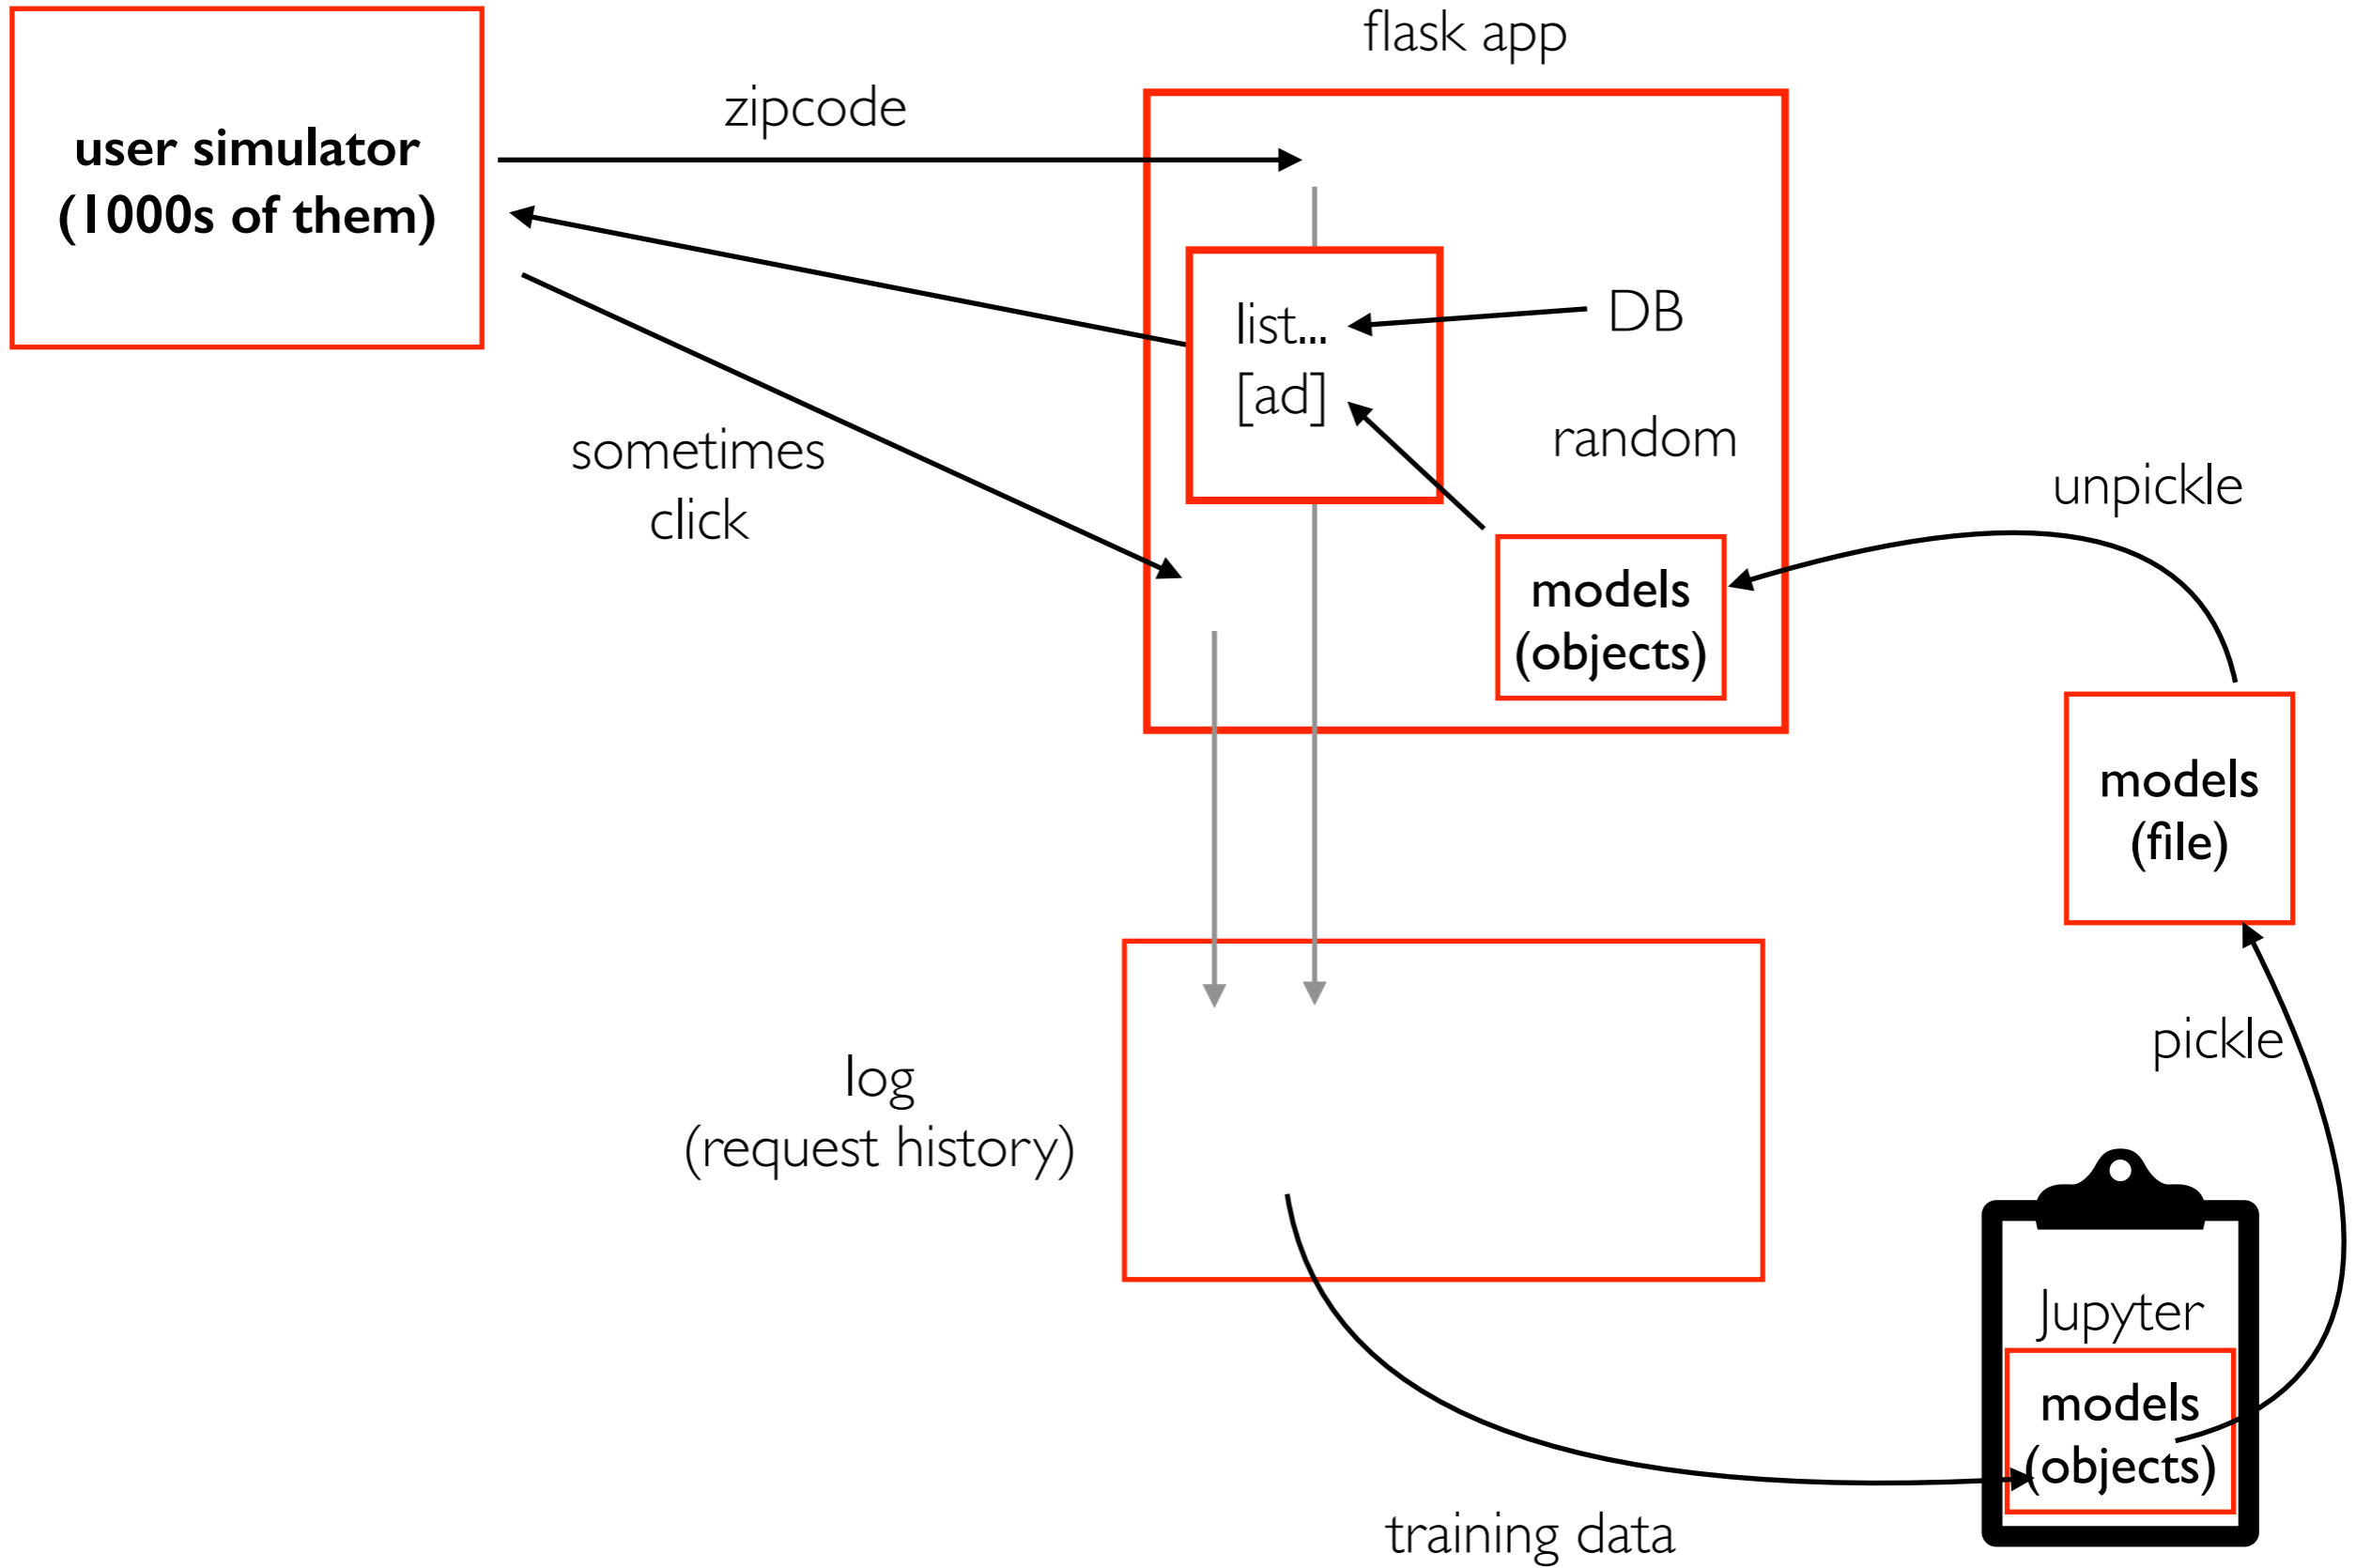 flask app
zipcode
user simulator
(1000s of them)
list...
[ad]
DB
random
sometimes
click
unpickle
models
(objects)
models
(file)
pickle
log
(request history)
Jupyter
models
(objects)
training data